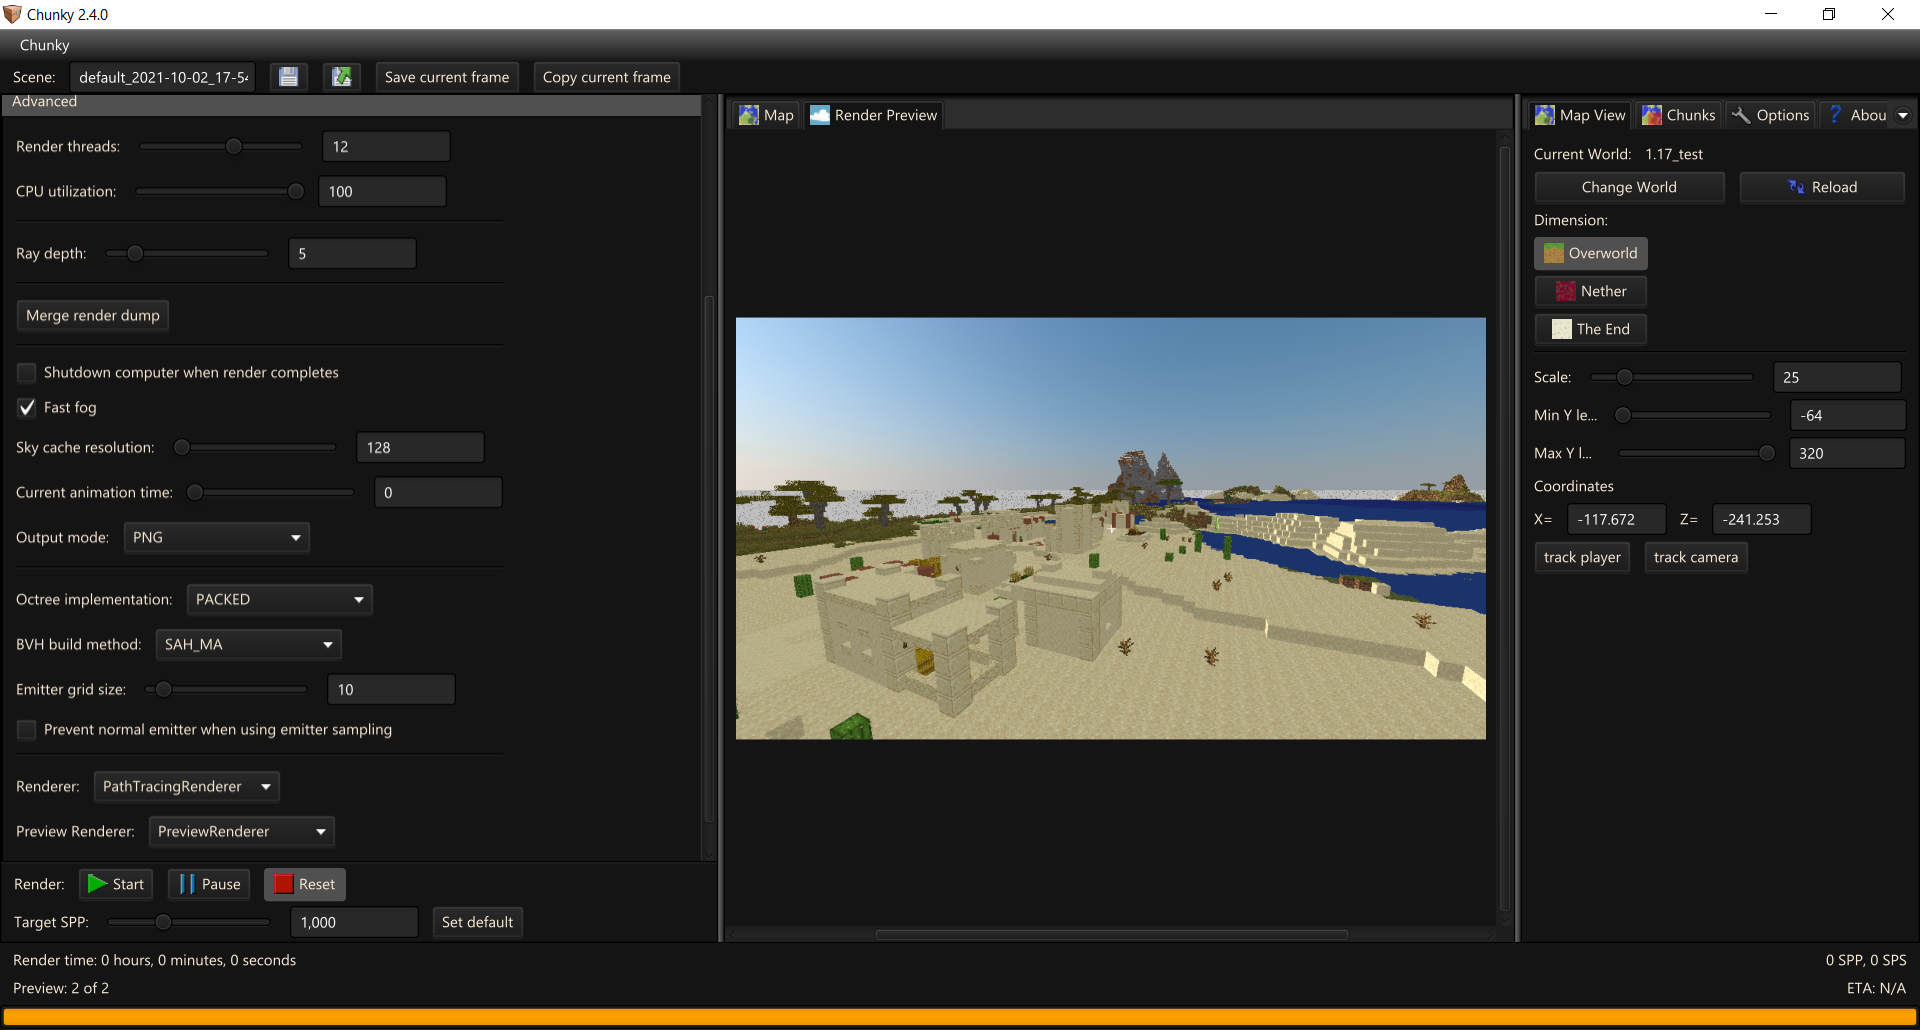 Chunky 2.4.0
Chunky
Scene: default_2021-10-02_17-54 Save current frame Copy current frame
Advanced
Render threads: 12
CPU utilization: 100
Ray depth: 5
Merge render dump
Shutdown computer when render completes
Fast fog
Sky cache resolution: 128
Current animation time: 0
Output mode: PNG
Octree implementation: PACKED
BVH build method: SAH_MA
Emitter grid size: 10
Prevent normal emitter when using emitter sampling
Renderer: PathTracingRenderer
Preview Renderer: PreviewRenderer
Render: Start Pause Reset
Target SPP: 1,000 Set default
Map Render Preview
Map View Chunks Options ? Abou
Current World: 1.17_test
Change World Reload
Dimension:
Overworld
Nether
The End
Scale: 25
Min Y le... -64
Max Y l... 320
Coordinates
X= -117.672 Z= -241.253
track player track camera
Render time: 0 hours, 0 minutes, 0 seconds 0 SPP, 0 SPS
Preview: 2 of 2 ETA: N/A